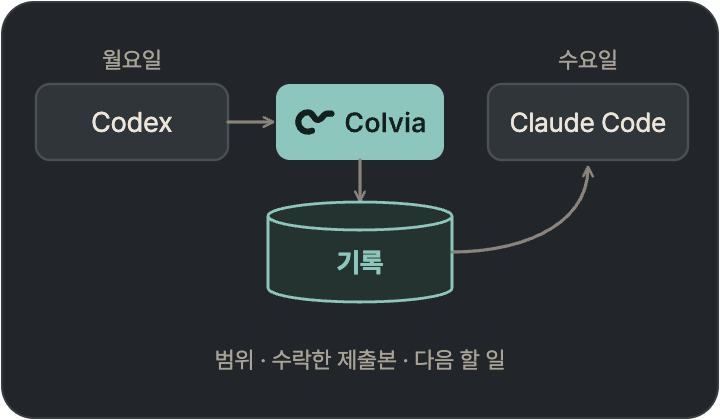 월요일
수요일
Codex
Colvia
Claude Code
기록
범위 · 수락한 제출본 · 다음 할 일